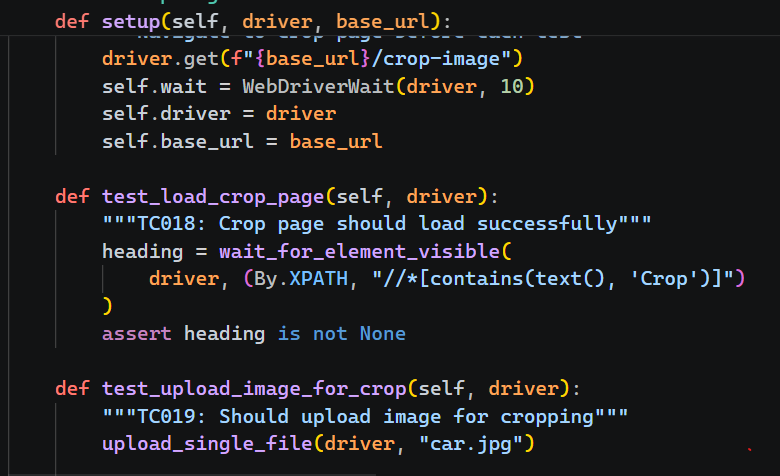 def setup(self, driver, base_url):
driver.get(f"{base_url}/crop-image")
self.wait = WebDriverWait(driver, 10)
self.driver = driver
self.base_url = base_url
def test_load_crop_page(self, driver):
"""TC018: Crop page should load successfully"""
heading = wait_for_element_visible(
driver, (By.XPATH, "//*[contains(text(), 'Crop')]")
)
assert heading is not None
def test_upload_image_for_crop(self, driver):
"""TC019: Should upload image for cropping"""
upload_single_file(driver, "car.jpg")